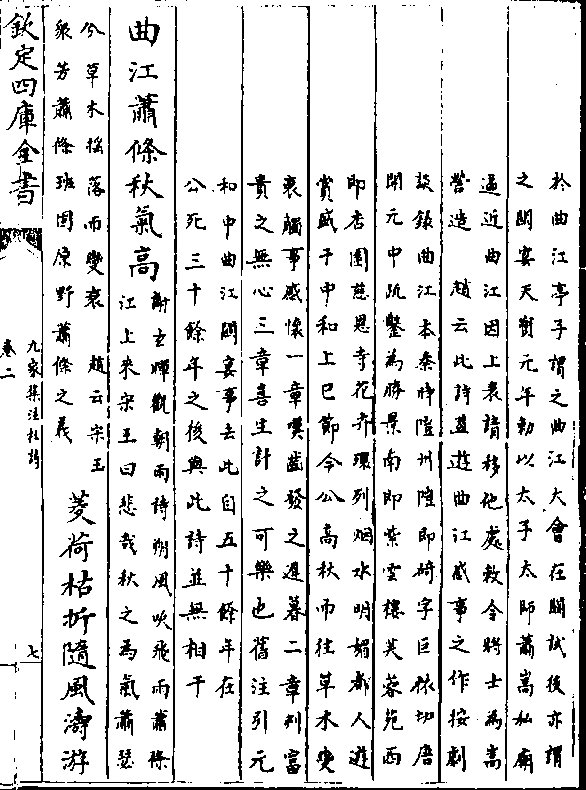 於曲江亭子謂之曲江大會在關試後亦謂
之關宴天寶元年勅以太子太師蕭嵩私廟
逼近曲江因上表請移他處敕令將士為嵩
營造　趙云此詩蓋遊曲江感事之作按劇
談錄曲江本秦時隑州隑即碕字巨依切唐
開元中疏鑿為勝景南即紫雲樓芙蓉苑西
即杏園慈恩寺花卉環列烟水明媚都人遊
賞盛于中和上巳節今公高秋而往草木變
衰觸事感懷一章嘆齒髮之遲暮二章列富
貴之無心三章喜生計之可樂也舊注引元
和中曲江關宴事去此自五十餘年在
公死三十餘年之後與此詩並無相干
曲江蕭條秋氣高
謝玄暉觀朝雨詩朔風吹飛雨蕭條
江上來宋玉曰悲哉秋之為氣蕭瑟
兮草木搖落而變衰　趙云宋玉
衆芳蕭條班固原野蕭條之義
菱荷枯折隨風濤游
欽定四庫全書
九家集注杜詩
卷二
七